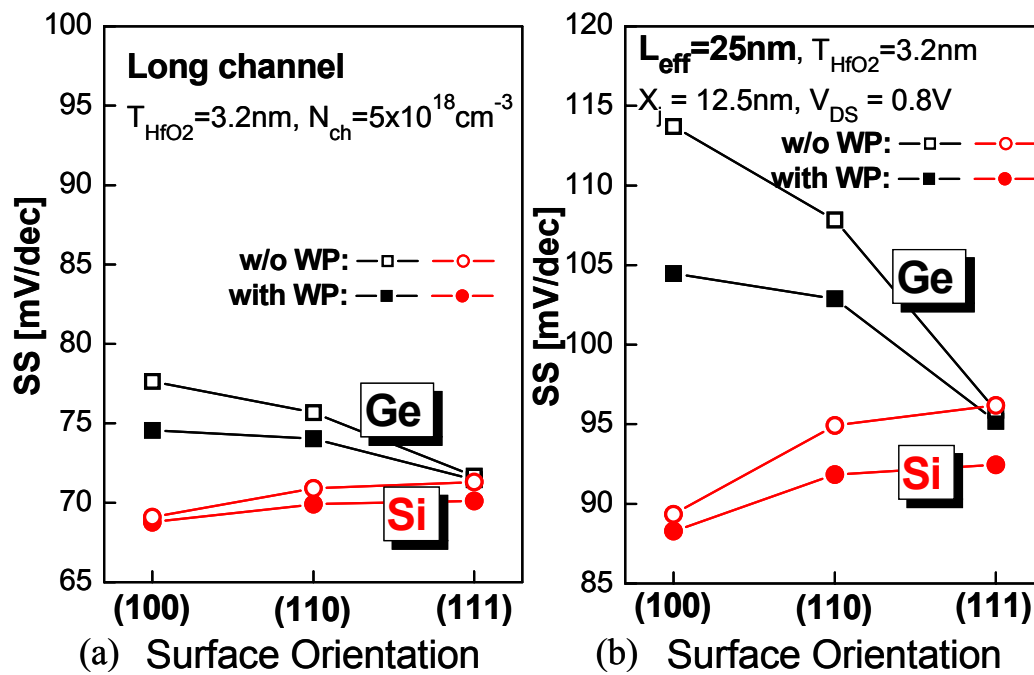 100
95
90
85
80
75
70
65
SS [mV/dec]
Long channel
T_HfO2=3.2nm, N_ch=5x10^18cm^-3
w/o WP:
with WP:
Ge
Si
(100) (110) (111)
(a) Surface Orientation
120
115
110
105
100
95
90
85
SS [mV/dec]
L_eff=25nm, T_HfO2=3.2nm
X_j = 12.5nm, V_DS = 0.8V
w/o WP:
with WP:
Ge
Si
(100) (110) (111)
(b) Surface Orientation